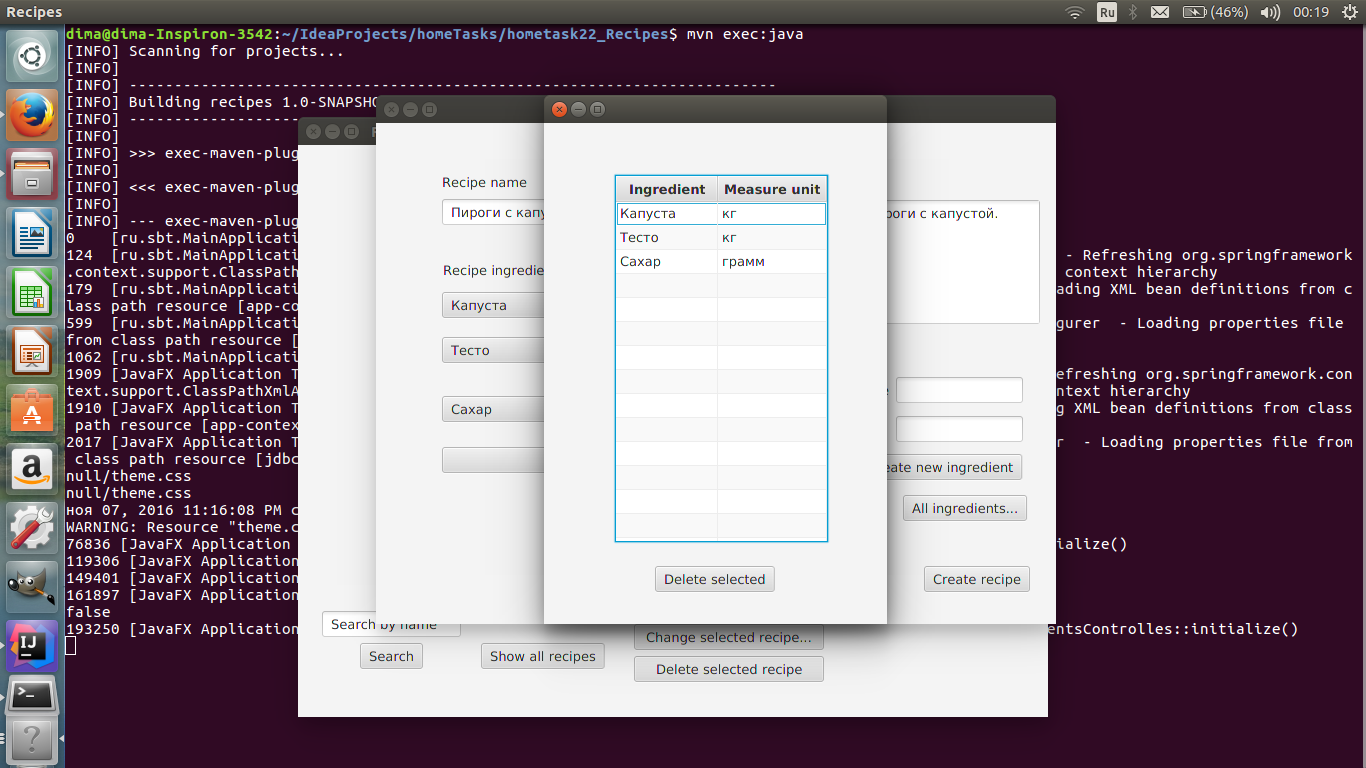 Recipes
Ru
(46%)
00:19
dima@dima-Inspiron-3542:~/IdeaProjects/homeTasks/hometask22_Recipes$ mvn exec:java
[INFO] Scanning for projects...
[INFO]
[INFO] ------------------------------------------------------------------------
[INFO] Building recipes 1.0-SNAPSHO
[INFO] ---------------------
[INFO]
[INFO] >>> exec-maven-plug
[INFO]
[INFO] <<< exec-maven-plug
[INFO]
[INFO] --- exec-maven-plug
0 [ru.sbt.MainApplicati
124 [ru.sbt.MainApplicati - Refreshing org.springframework
.context.support.ClassPath context hierarchy
179 [ru.sbt.MainApplicati ading XML bean definitions from c
lass path resource [app-cont
599 [ru.sbt.MainApplicati gurer - Loading properties file
from class path resource [
1062 [ru.sbt.MainApplicati
1909 [JavaFX Application T efreshing org.springframework.con
text.support.ClassPathXmlA ntext hierarchy
1910 [JavaFX Application T g XML bean definitions from class
path resource [app-contex
2017 [JavaFX Application T r - Loading properties file from
class path resource [jdbc
null/theme.css
null/theme.css
ноя 07, 2016 11:16:08 PM c
WARNING: Resource "theme.c
76836 [JavaFX Application ialize()
119306 [JavaFX Application
149401 [JavaFX Application
161897 [JavaFX Application
false
193250 [JavaFX Application entsControlles::initialize()
Recipe name
Пироги с капу
роги с капустой.
Recipe ingredie
Капуста
Тесто
Сахар
eate new ingredient
All ingredients...
Create recipe
Ingredient Measure unit
Капуста кг
Тесто кг
Сахар грамм
Delete selected
Search by name
Search
Show all recipes
Change selected recipe...
Delete selected recipe